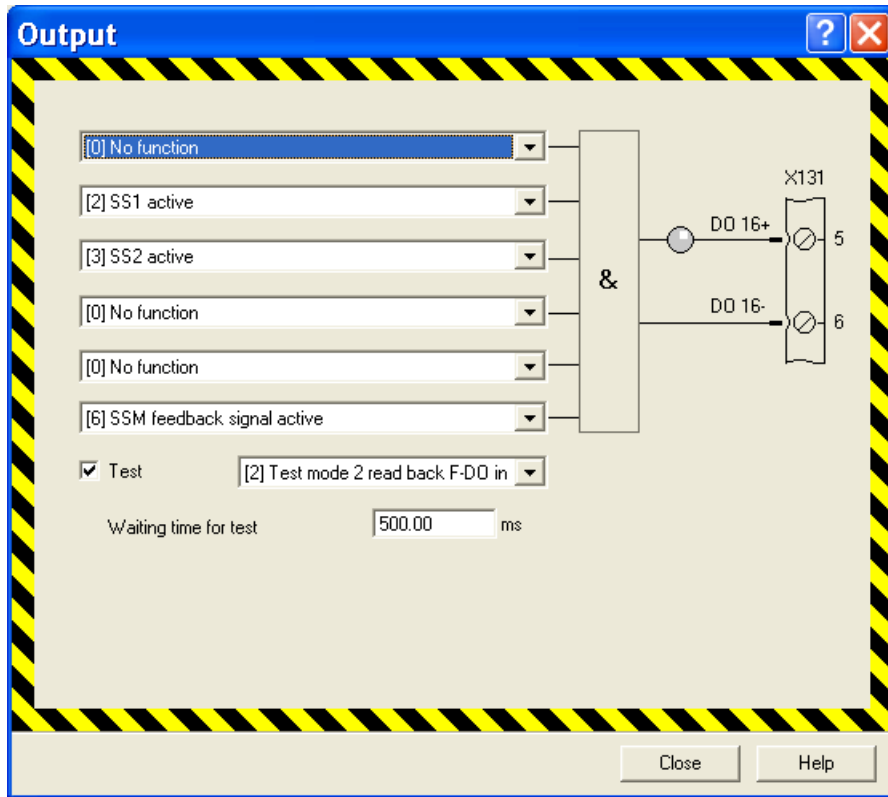 Output
[0] No function
X131
[2] SS1 active
DO 16+
5
[3] SS2 active
&
DO 16-
[0] No function
6
[0] No function
[6] SSM feedback signal active
Test
[2] Test mode 2 read back F-DO in
Waiting time for test
500.00
ms
Close
Help